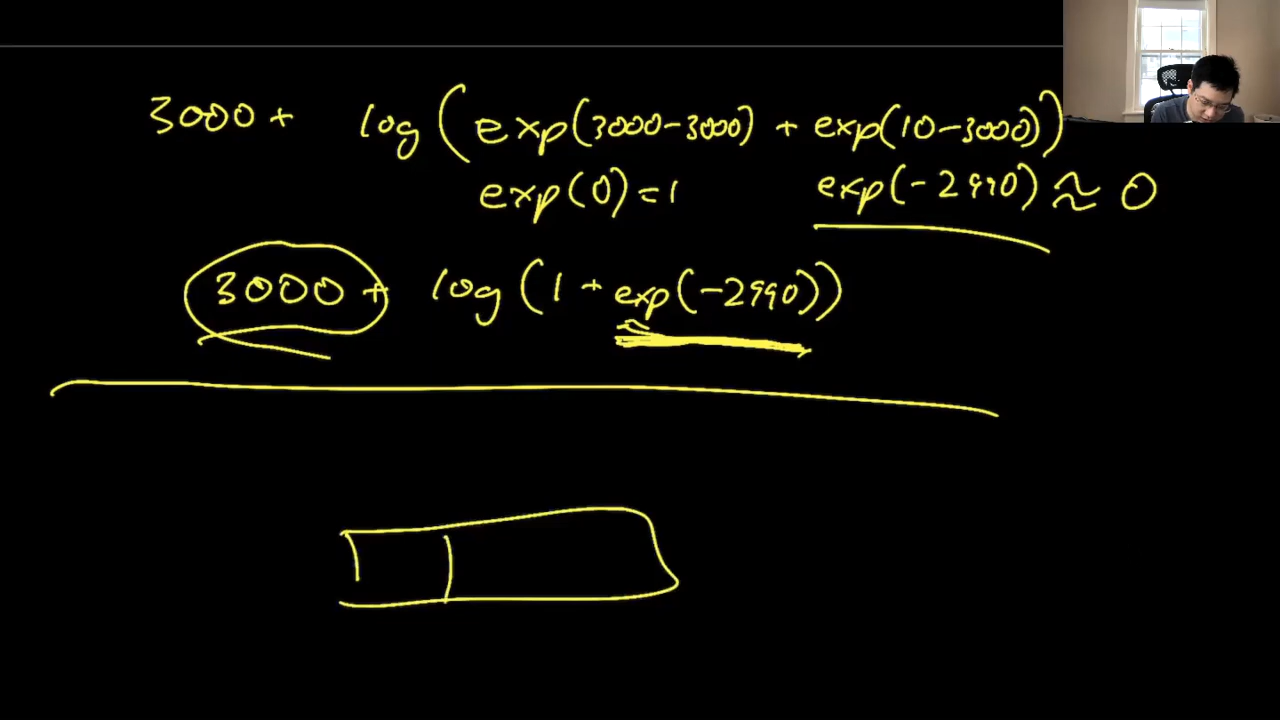 3000 + log(exp(3000-3000) + exp(10-3000))
exp(0)=1 exp(-2990) ≈ 0
3000 + log(1 + exp(-2990))